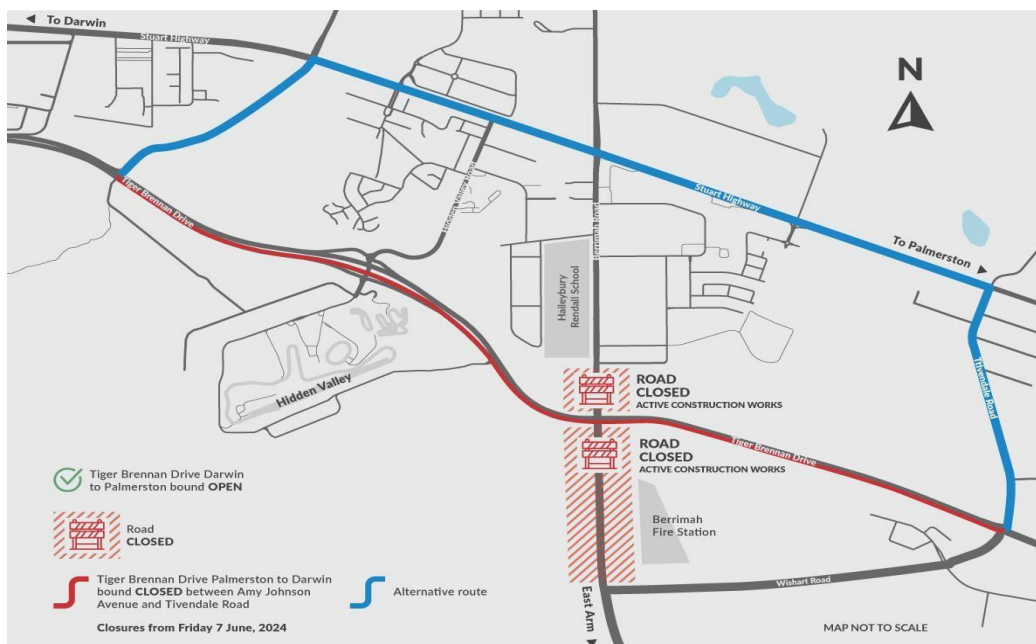 To Darwin
Stuart Highway
N
Tiger Brennan Drive
Hidden Valley Road
Berrimah Road
Stuart Highway
To Palmerston
Haileybury
Rendall School
Hidden Valley
ROAD
CLOSED
ACTIVE CONSTRUCTION WORKS
Trivendale Road
Tiger Brennan Drive
ROAD
CLOSED
ACTIVE CONSTRUCTION WORKS
Berrimah
Fire Station
Wishart Road
East Arm
Tiger Brennan Drive Darwin
to Palmerston bound OPEN
Road
CLOSED
Tiger Brennan Drive Palmerston to Darwin
bound CLOSED between Amy Johnson
Avenue and Tivendale Road
Alternative route
Closures from Friday 7 June, 2024
MAP NOT TO SCALE